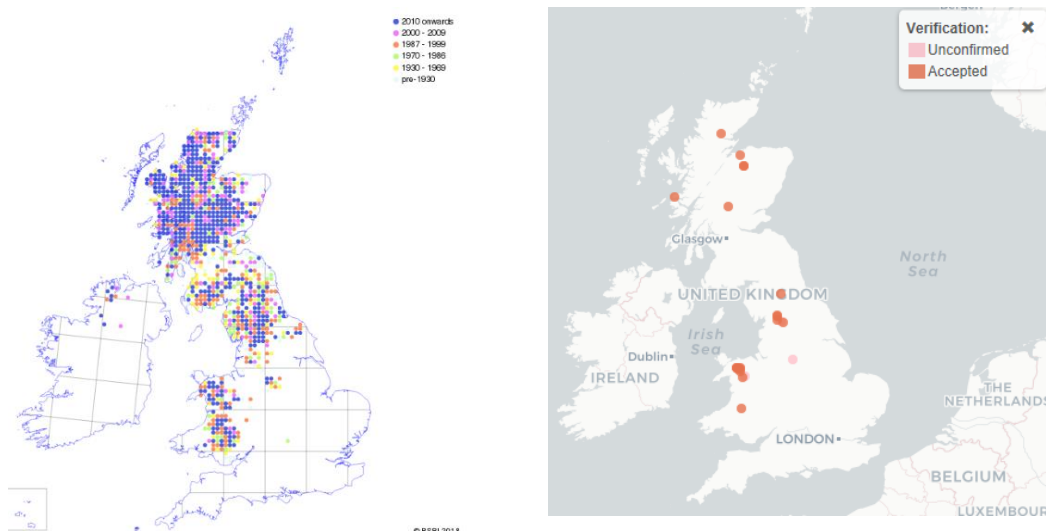 2010 onwards
2000 - 2009
1987 - 1999
1970 - 1986
1930 - 1969
pre-1930
Bergen
Verification:
Unconfirmed
Accepted
Glasgow
North
Sea
UNITED KINGDOM
Irish
Sea
Dublin
IRELAND
THE
NETHERLANDS
LONDON
BELGIUM
LUXEMBOUR